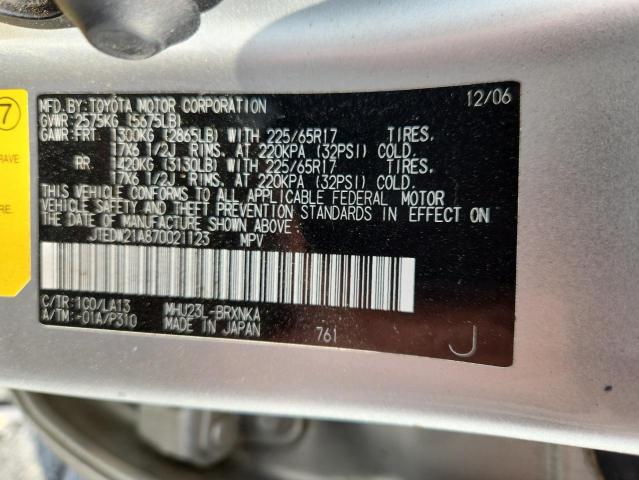 MFD.BY:TOYOTA MOTOR CORPORATION 12/06
GVWR:2575KG (5675LB)
GAWR:FRT 1300KG (2865LB) WITH 225/65R17 TIRES.
17X6 1/2J RIMS. AT 220KPA (32PSI) COLD.
RR 1420KG (3130LB) WITH 225/65R17 TIRES.
17X6 1/2J RIMS. AT 220KPA (32PSI) COLD.
THIS VEHICLE CONFORMS TO ALL APPLICABLE FEDERAL MOTOR
VEHICLE SAFETY AND THEFT PREVENTION STANDARDS IN EFFECT ON
THE DATE OF MANUFACTURE SHOWN ABOVE.
JTEDW21A870021123 MPV
C/TR:1C0/LA13 MHU23L-BRXNKA
A/TM:-01A/P310 MADE IN JAPAN 761
J
7
RAVE
RE.